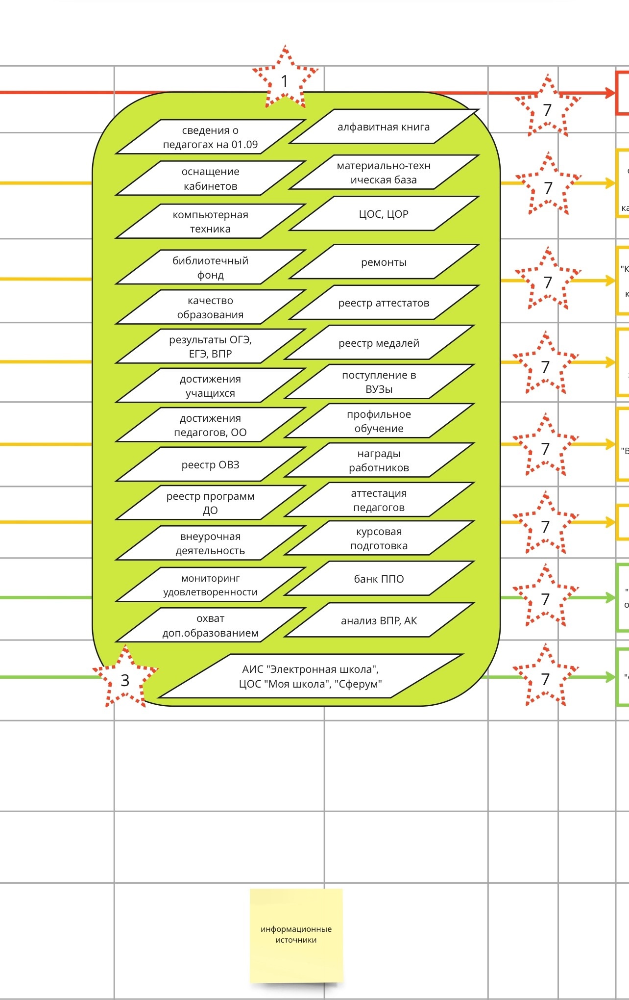 1
7
сведения о
педагогах на 01.09
алфавитная книга
оснащение
кабинетов
материально-техн
ическая база
7
компьютерная
техника
ЦОС, ЦОР
ка
библиотечный
фонд
ремонты
7
"К
к
качество
образования
реестр аттестатов
результаты ОГЭ,
ЕГЭ, ВПР
реестр медалей
7
достижения
учащихся
поступление в
ВУЗы
достижения
педагогов, ОО
профильное
обучение
7
"В
реестр ОВЗ
награды
работников
реестр программ
ДО
аттестация
педагогов
7
внеурочная
деятельность
курсовая
подготовка
мониторинг
удовлетворенности
банк ППО
7
"
о
охват
доп.образованием
анализ ВПР, АК
3
АИС "Электронная школа",
ЦОС "Моя школа", "Сферум"
7
информационные
источники